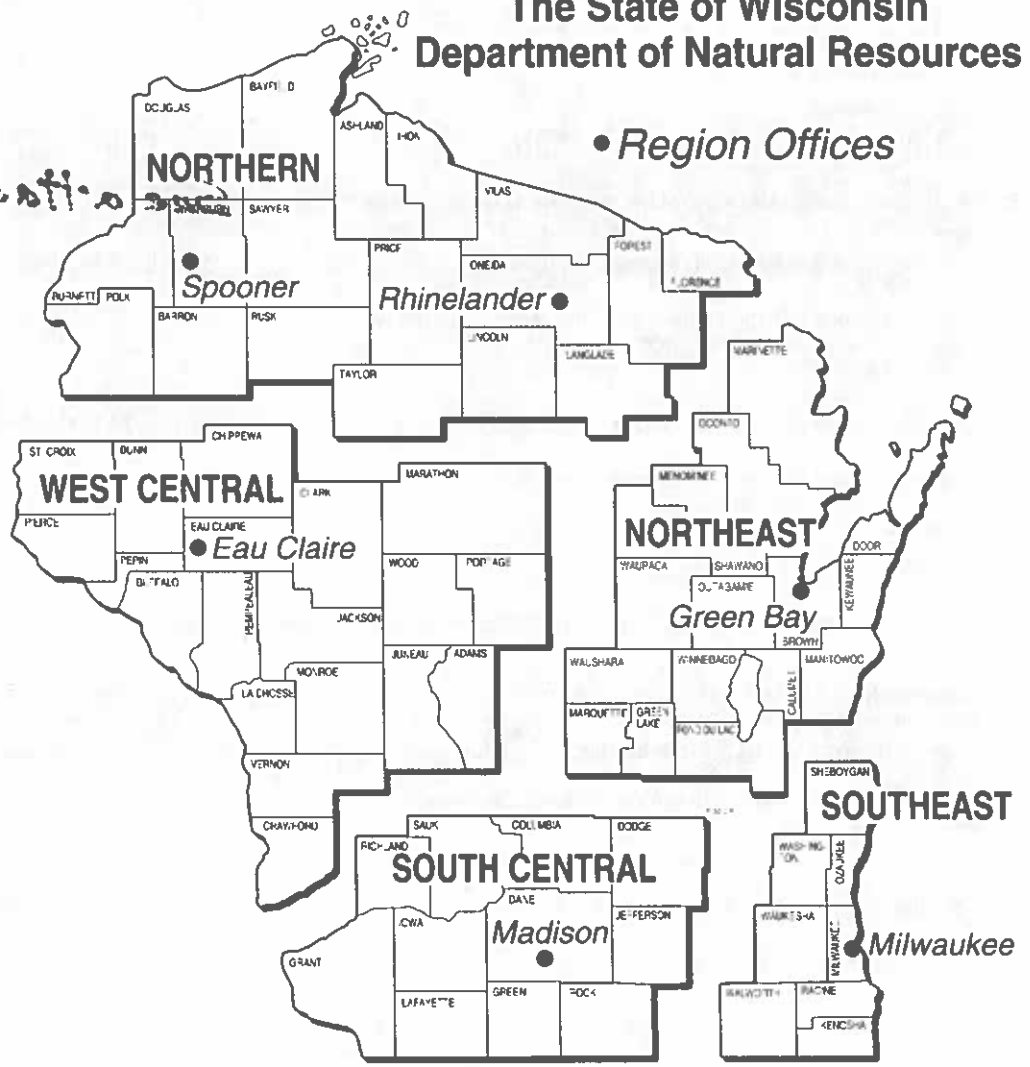 The State of Wisconsin
Department of Natural Resources
• Region Offices
DOUGLAS
ASHLAND
NORTHERN
VILAS
SAWYER
PRICE
FOREST
ONEIDA
FLORENCE
Spooner
Rhinelander
BURNETT
POLK
BARRON
RUSK
LINCOLN
LANGLADE
TAYLOR
MARINETTE
OCONTO
CHIPPEWA
ST. CROIX
DUNN
MARATHON
MENOMINEE
WEST CENTRAL
PIERCE
EAU CLAIRE
Eau Claire
NORTHEAST
DOOR
PEPIN
BUFFALO
WOOD
PORTAGE
WAUPACA
SHAWANO
OUTAGAMIE
KEWAUNEE
TREMPEALEAU
JACKSON
Green Bay
BROWN
JUNEAU
ADAMS
MONROE
WAUSHARA
WINNEBAGO
MANITOWOC
CALUMET
LA CROSSE
MARQUETTE
GREEN
LAKE
FOND DU LAC
VERNON
SHEBOYGAN
SOUTHEAST
CRAWFORD
SAUK
COLUMBIA
DODGE
RICHLAND
SOUTH CENTRAL
WASHING-
TON
OZAUKEE
DANE
IOWA
JEFFERSON
WAUKESHA
MILWAUKEE
Madison
Milwaukee
GRANT
LAFAYETTE
GREEN
ROCK
WALWORTH
RACINE
KENOSHA